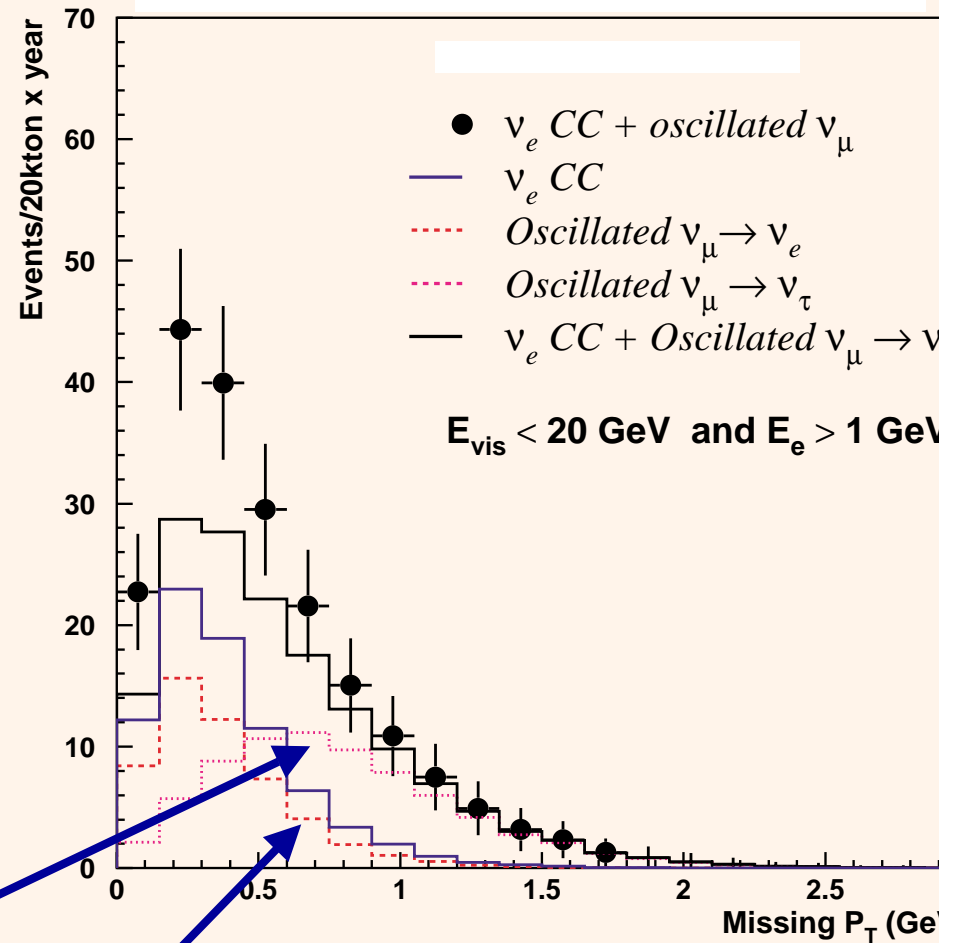 Events/20kton x year
70
60
50
40
30
20
10
0
ν_e CC + oscillated ν_μ
ν_e CC
Oscillated ν_μ → ν_e
Oscillated ν_μ → ν_τ
ν_e CC + Oscillated ν_μ → ν
E_vis < 20 GeV and E_e > 1 GeV
0 0.5 1 1.5 2 2.5
Missing P_T (GeV